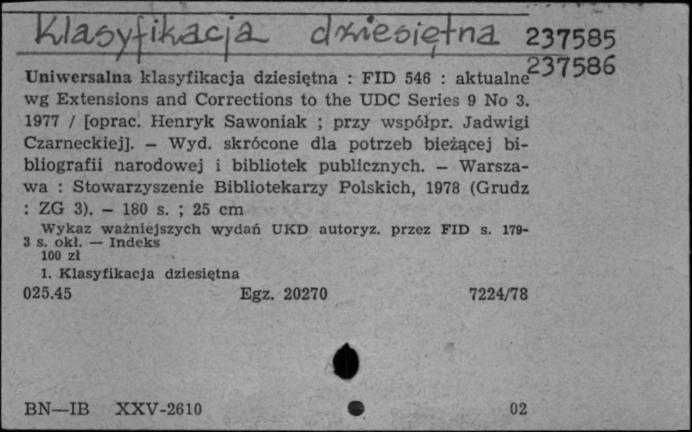 Klasyfikacja dziesiętna 237585
237586
Uniwersalna klasyfikacja dziesiętna : FID 546 : aktualne
wg Extensions and Corrections to the UDC Series 9 No 3.
1977 / [oprac. Henryk Sawoniak ; przy współpr. Jadwigi
Czarneckiej]. — Wyd. skrócone dla potrzeb bieżącej bi-
bliografii narodowej i bibliotek publicznych. — Warsza-
wa : Stowarzyszenie Bibliotekarzy Polskich, 1978 (Grudz
: ZG 3). — 180 s. ; 25 cm
Wykaz ważniejszych wydań UKD autoryz. przez FID s. 179-
3 s. okł. — Indeks
100 zł
1. Klasyfikacja dziesiętna
025.45 Egz. 20270 7224/78
BN—IB XXV-2610 02